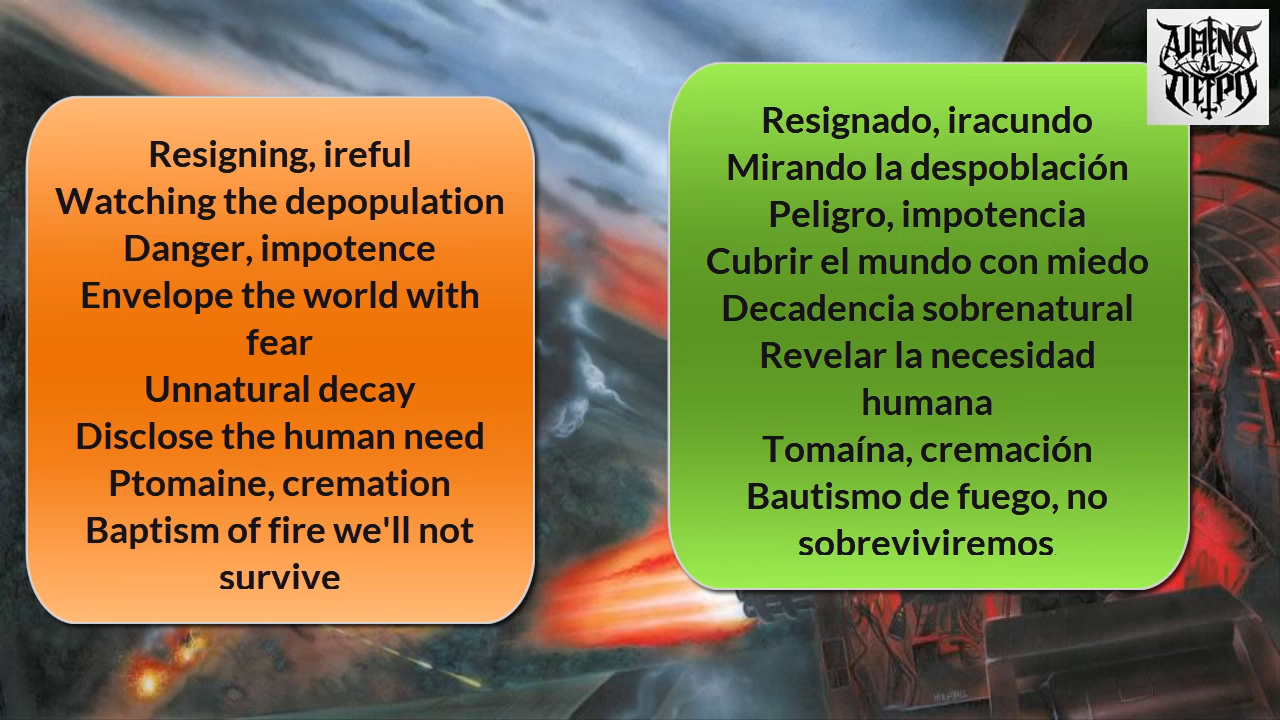 Resigning, ireful
Watching the depopulation
Danger, impotence
Envelope the world with
fear
Unnatural decay
Disclose the human need
Ptomaine, cremation
Baptism of fire we'll not
survive
Resignado, iracundo
Mirando la despoblación
Peligro, impotencia
Cubrir el mundo con miedo
Decadencia sobrenatural
Revelar la necesidad
humana
Tomaína, cremación
Bautismo de fuego, no
sobreviviremos